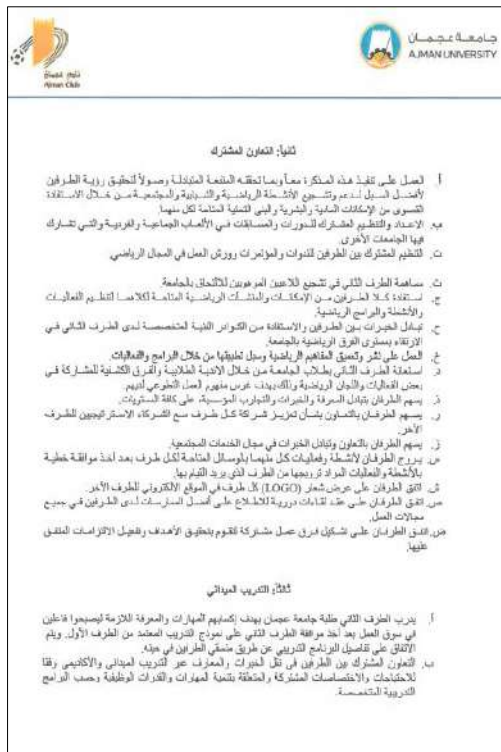 نادي عجمان
Ajman Club
جامعة عجمان
AJMAN UNIVERSITY
ثانياً: التعاون المشترك
أ. العمل على تنفيذ هذه المذكرة معاً وبما تحققه المنفعة المتبادلة وصولاً لتحقيق رؤية الطرفين
لأفضل السبل لدعم وتشجيع الأنشطة الرياضية والتدريبية والمجتمعية من خلال الاستفادة
القصوى من الإمكانات المادية والبشرية والبنى التحتية المتاحة لكل منهما.
ب. الاعداد والتنظيم المشترك للدورات والمسابقات في الألعاب الجماعية والفردية والتي تشارك
فيها الجامعات الأخرى.
ت. التنظيم المشترك بين الطرفين للندوات والمؤتمرات وورش العمل في المجال الرياضي.
ث. مساهمة الطرف الثاني في تشجيع اللاعبين الموهوبين للالتحاق بالجامعة.
ج. استفادة كلا الطرفين من الإمكانات والمنشآت الرياضية المتاحة لكلاهما لتنظيم الفعاليات
والأنشطة والبرامج الرياضية.
ح. تبادل الخبرات بين الطرفين والاستفادة من الكوادر الفنية المتخصصة لدى الطرف الثاني في
الارتقاء بمستوى الفرق الرياضية بالجامعة.
خ. العمل على نشر وتعميق المفاهيم الرياضية وسبل تطبيقها من خلال البرامج والفعاليات.
د. استعانة الطرف الثاني بطلاب الجامعة من خلال الاندية الطلابية والفرق الكشفية للمشاركة في
بعض الفعاليات واللجان الرياضية وذلك بهدف غرس مفهوم العمل التطوعي لديهم.
ذ. يسهم الطرفان بتبادل المعرفة والخبرات والتجارب المؤسسية، على كافة المستويات.
ر. يسهم الطرفان بالتعاون بشأن تعزيز شراكة كل طرف مع الشركاء الاستراتيجيين للطرف
الآخر.
ز. يسهم الطرفان بالتعاون وتبادل الخبرات في مجال الخدمات المجتمعية.
س. يروج الطرفان لأنشطة وفعاليات كل منهما بالوسائل المتاحة لكل طرف بعد أخذ موافقة خطية
بالأنشطة والفعاليات المراد ترويجها من الطرف الذي يريد القيام بها.
ش. اتفق الطرفان على عرض شعار (LOGO) كل طرف في الموقع الالكتروني للطرف الآخر.
ص. اتفق الطرفان على عقد لقاءات دورية للاطلاع على أفضل الممارسات لدى الطرفين في جميع
مجالات العمل.
ض. اتفق الطرفان على تشكيل فرق عمل مشتركة لتقوم بتحقيق الأهداف وتفعيل الالتزامات المتفق
عليها.
ثالثاً: التدريب الميداني
أ. يدرب الطرف الثاني طلبة جامعة عجمان بهدف إكسابهم المهارات والمعرفة اللازمة ليصبحوا فاعلين
في سوق العمل بعد أخذ موافقة الطرف الثاني على نموذج التدريب المعتمد من الطرف الأول. ويتم
الاتفاق على تفاصيل البرنامج التدريبي عن طريق منسقي الطرفين في حينه.
ب. التعاون المشترك بين الطرفين في نقل الخبرات والمعارف عبر التدريب الميداني والأكاديمي وفقا
للاحتياجات والاختصاصات المشتركة والمتعلقة بتنمية المهارات والقدرات الوظيفية وحسب البرامج
التدريبية المتخصصة.